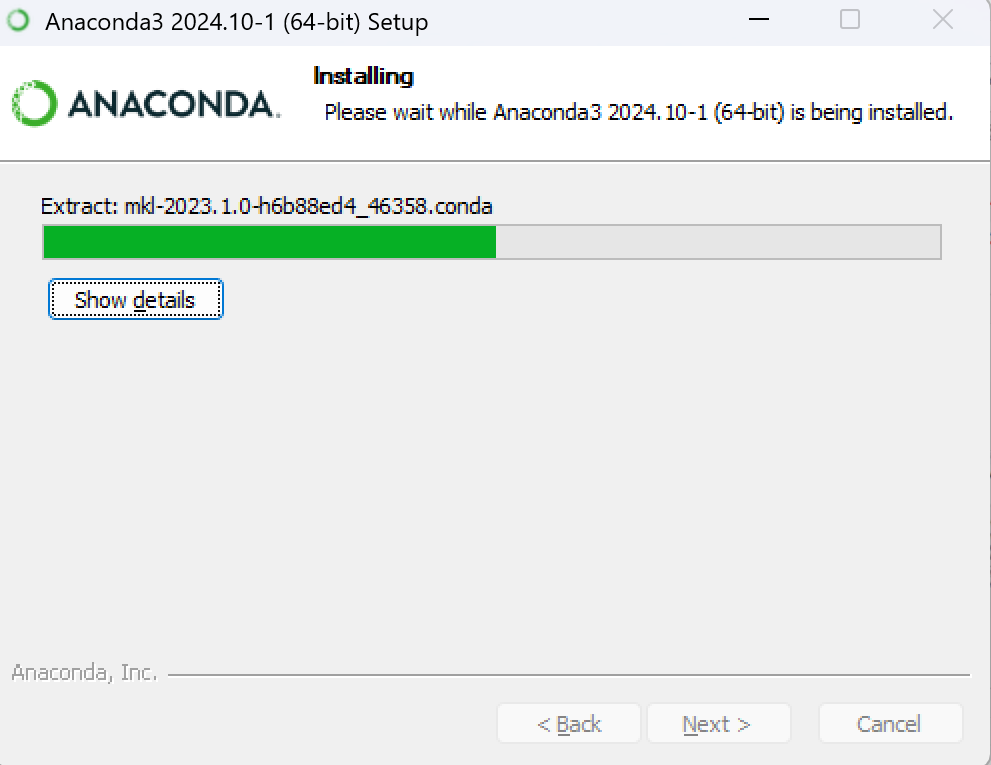 Anaconda3 2024.10-1 (64-bit) Setup
ANACONDA.
Installing
Please wait while Anaconda3 2024.10-1 (64-bit) is being installed.
Extract: mkl-2023.1.0-h6b88ed4_46358.conda
Show details
Anaconda, Inc.
< Back
Next >
Cancel